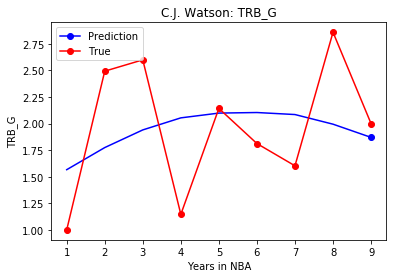 C.J. Watson: TRB_G
Prediction
True
TRB_G
2.75
2.50
2.25
2.00
1.75
1.50
1.25
1.00
1 2 3 4 5 6 7 8 9
Years in NBA